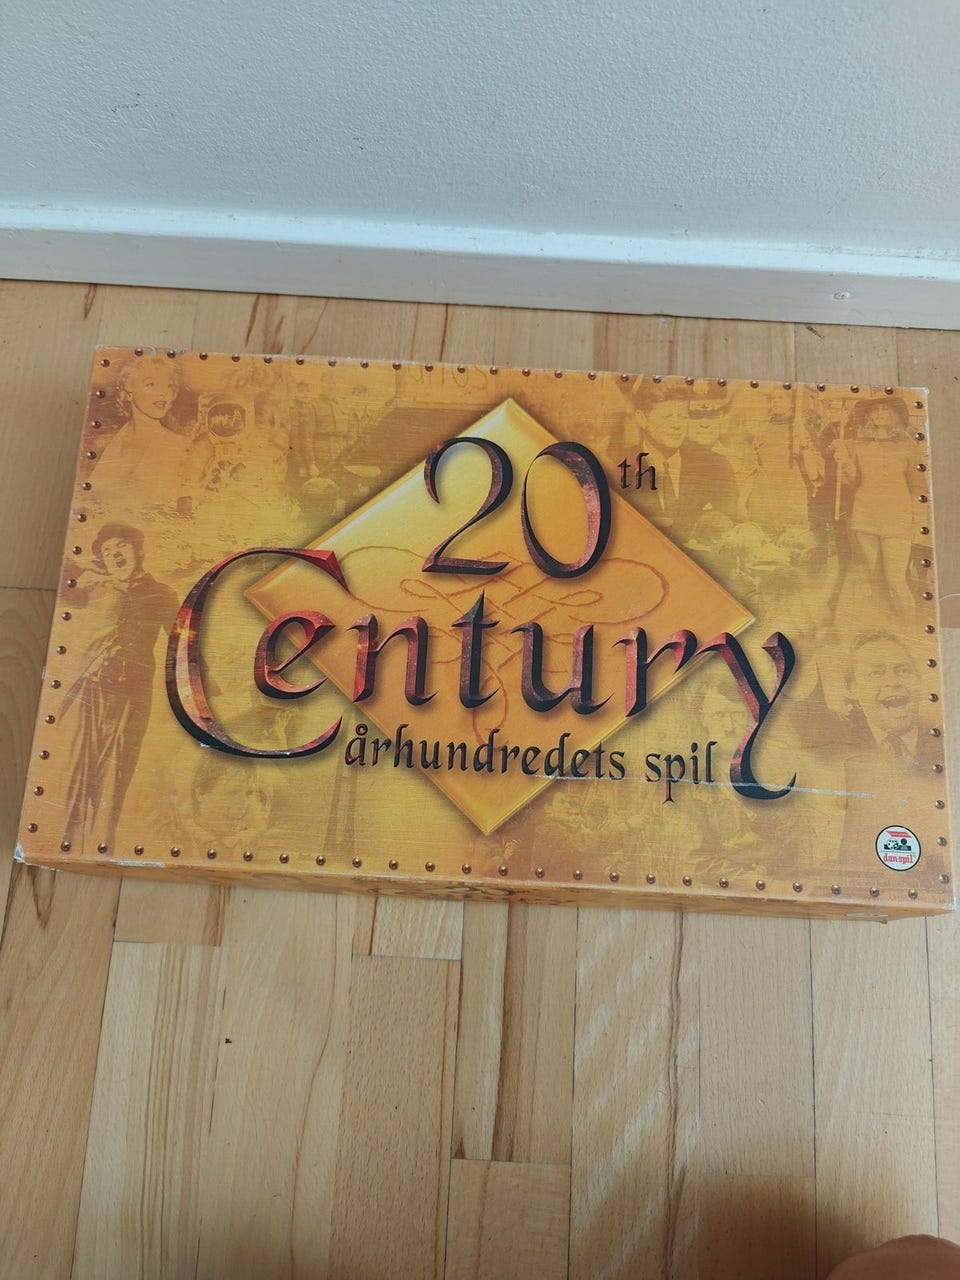 20th
Century
århundredets spil
danspil